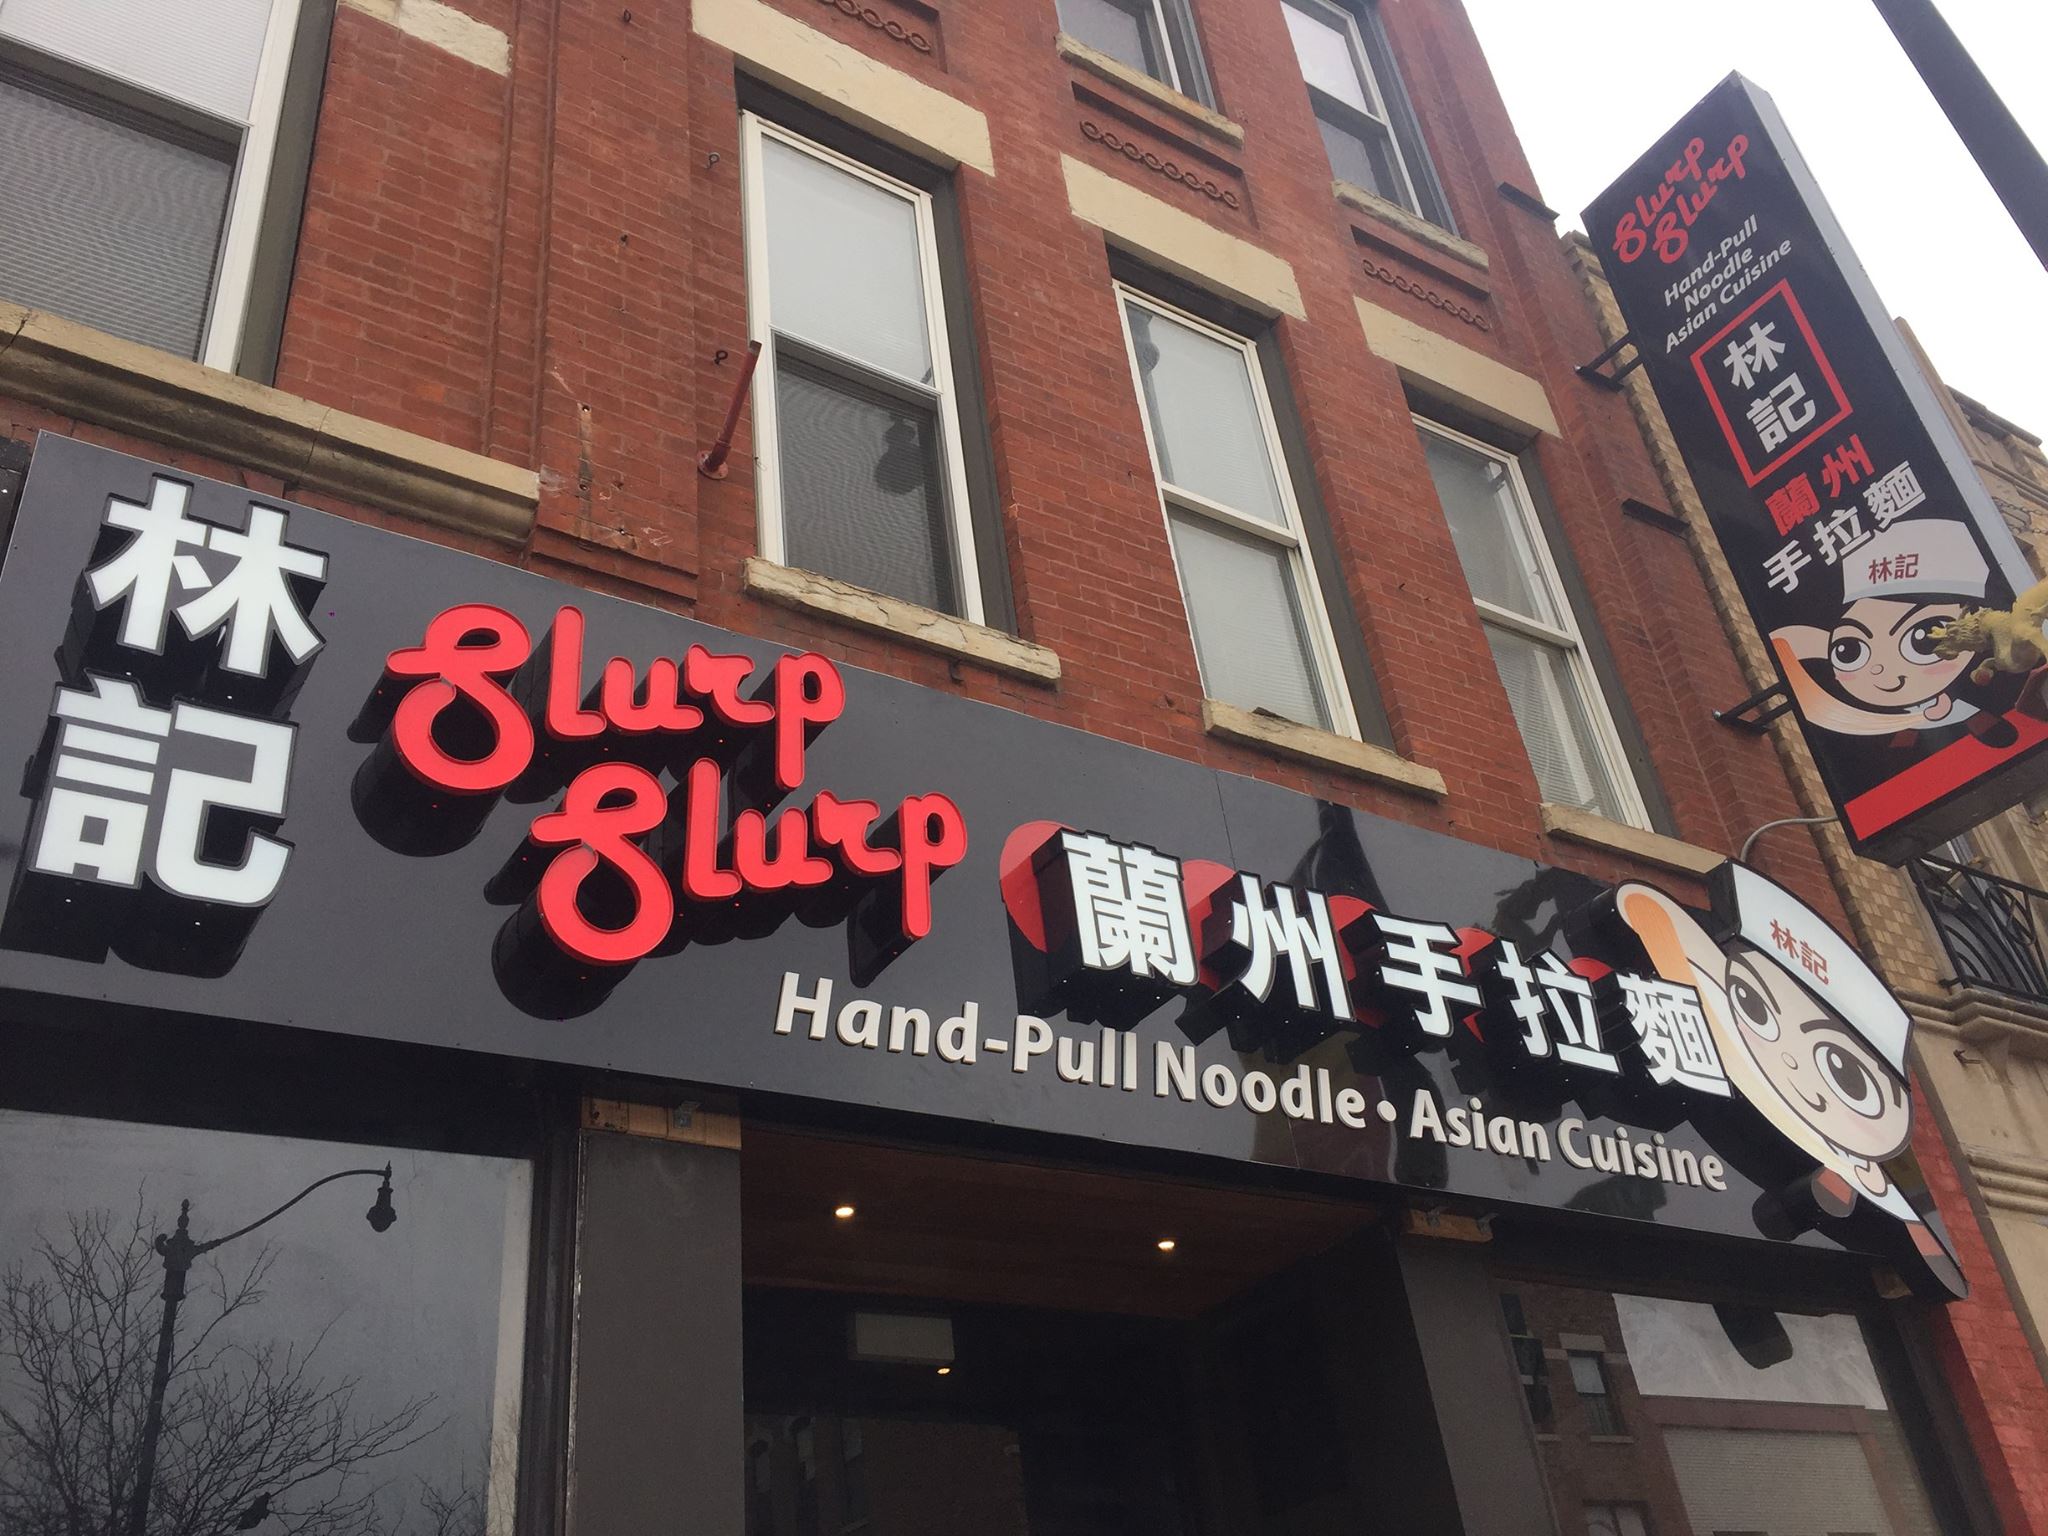 林記
Slurp
Slurp
蘭州手拉麵
Hand-Pull Noodle • Asian Cuisine
林記
Slurp
Slurp
Hand-Pull
Noodle
Asian Cuisine
林記
蘭州
手拉麵
林記